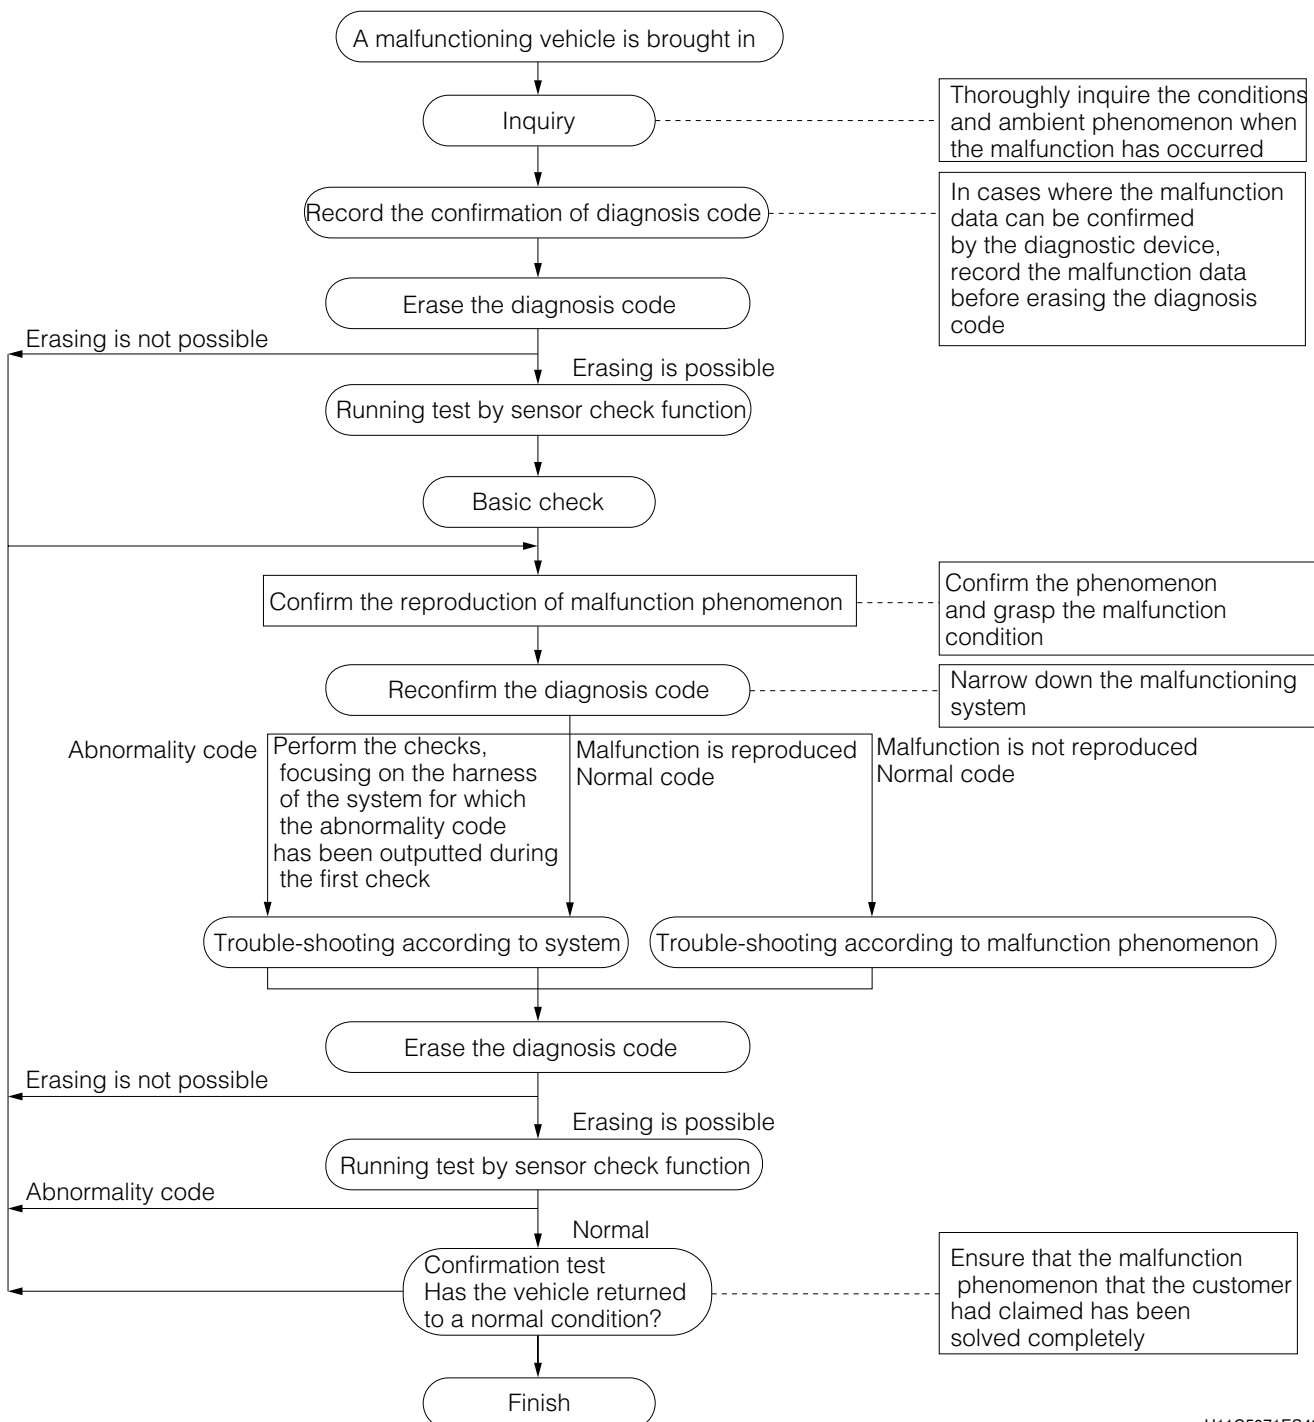 A malfunctioning vehicle is brought in
Inquiry
Thoroughly inquire the conditions
and ambient phenomenon when
the malfunction has occurred
Record the confirmation of diagnosis code
In cases where the malfunction
data can be confirmed
by the diagnostic device,
record the malfunction data
before erasing the diagnosis
code
Erase the diagnosis code
Erasing is not possible
Erasing is possible
Running test by sensor check function
Basic check
Confirm the reproduction of malfunction phenomenon
Confirm the phenomenon
and grasp the malfunction
condition
Reconfirm the diagnosis code
Narrow down the malfunctioning
system
Abnormality code
Perform the checks,
focusing on the harness
of the system for which
the abnormality code
has been outputted during
the first check
Malfunction is reproduced
Normal code
Malfunction is not reproduced
Normal code
Trouble-shooting according to system
Trouble-shooting according to malfunction phenomenon
Erase the diagnosis code
Erasing is not possible
Erasing is possible
Running test by sensor check function
Abnormality code
Normal
Confirmation test
Has the vehicle returned
to a normal condition?
Ensure that the malfunction
phenomenon that the customer
had claimed has been
solved completely
Finish